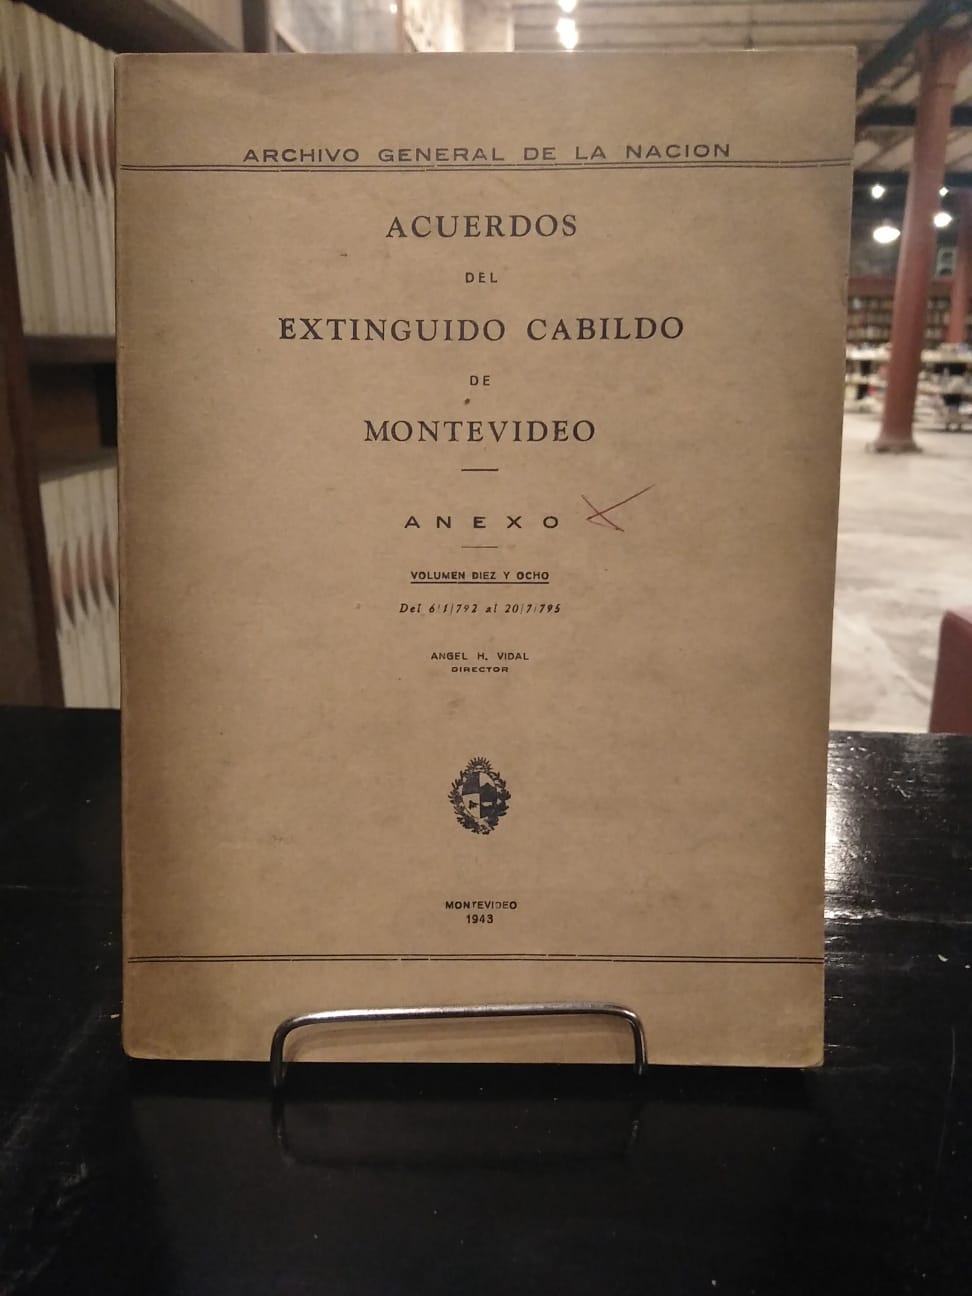 ARCHIVO GENERAL DE LA NACION
ACUERDOS
DEL
EXTINGUIDO CABILDO
DE
MONTEVIDEO
ANEXO
VOLUMEN DIEZ Y OCHO
Del 6/1/792 al 20/7/795
ANGEL H. VIDAL
DIRECTOR
MONTEVIDEO
1943